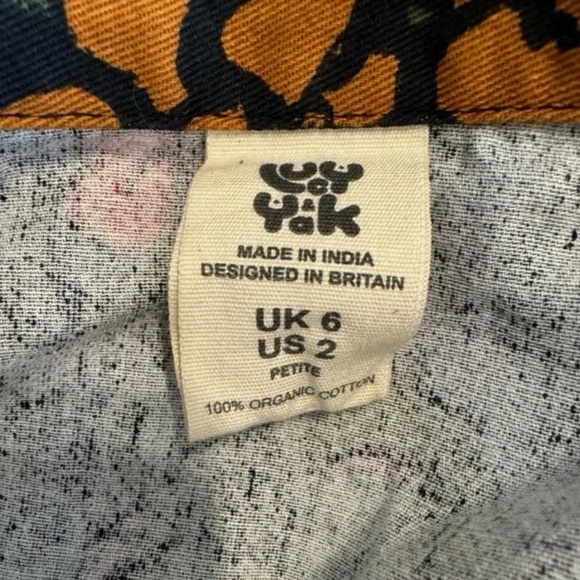 Lucy
&
Yak
MADE IN INDIA
DESIGNED IN BRITAIN
UK 6
US 2
PETITE
100% ORGANIC COTTON